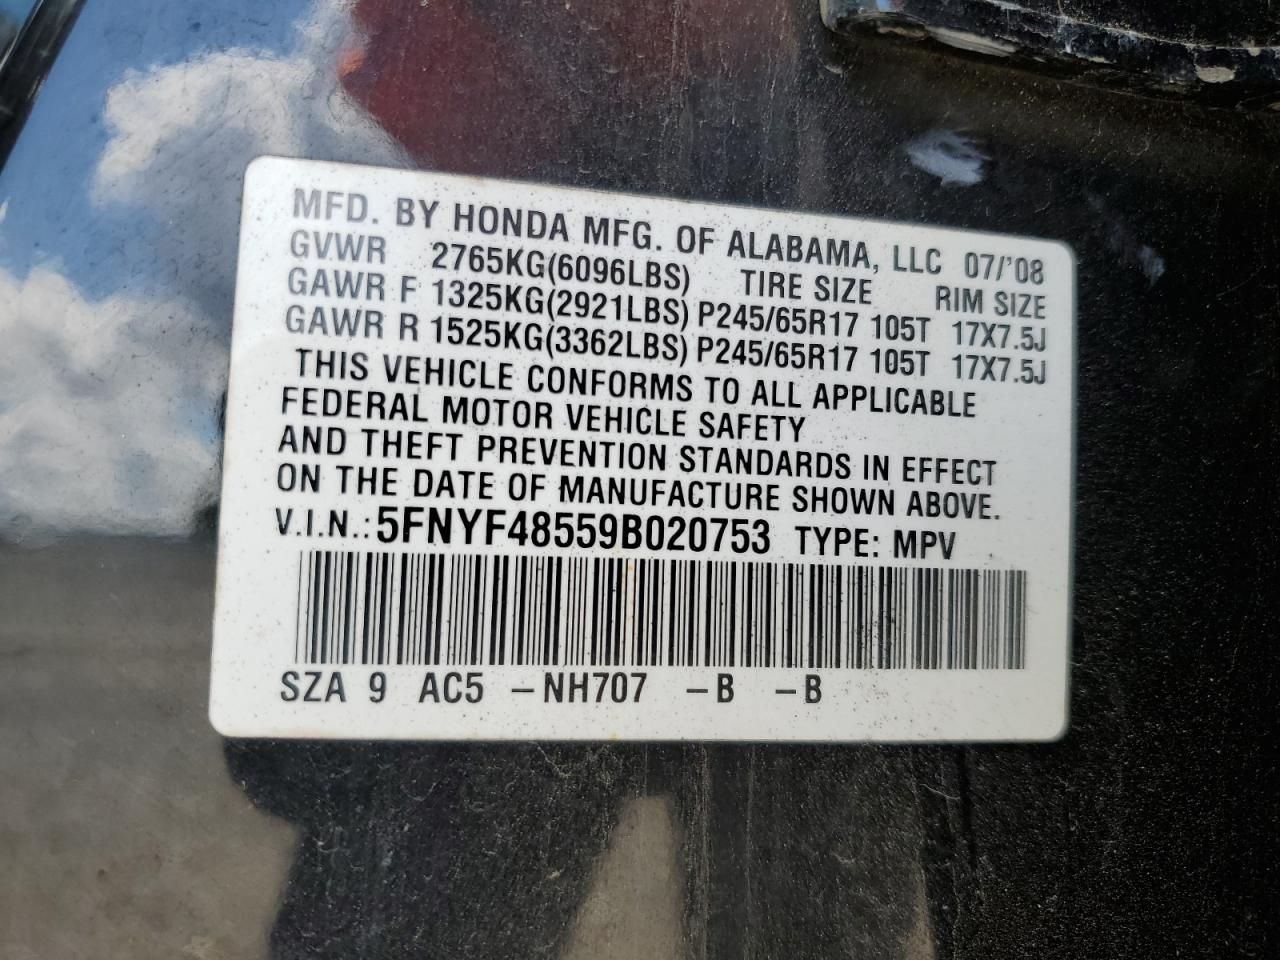 MFD. BY HONDA MFG. OF ALABAMA, LLC 07/'08
GVWR 2765KG(6096LBS) TIRE SIZE RIM SIZE
GAWR F 1325KG(2921LBS) P245/65R17 105T 17X7.5J
GAWR R 1525KG(3362LBS) P245/65R17 105T 17X7.5J
THIS VEHICLE CONFORMS TO ALL APPLICABLE
FEDERAL MOTOR VEHICLE SAFETY
AND THEFT PREVENTION STANDARDS IN EFFECT
ON THE DATE OF MANUFACTURE SHOWN ABOVE.
V.I.N.: 5FNYF48559B020753 TYPE: MPV
SZA 9 AC5 -NH707 -B -B